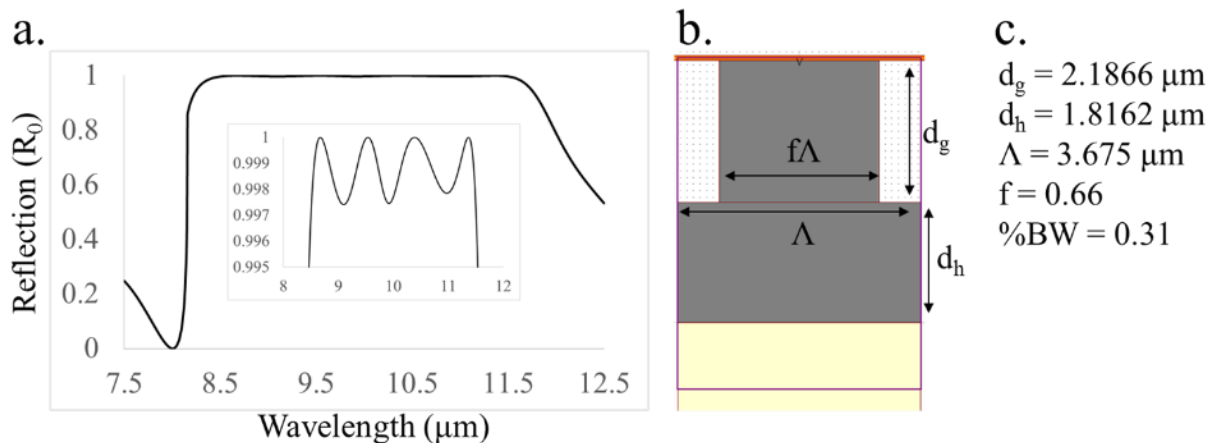 a.
Reflection (R₀)
1
0.8
0.6
0.4
0.2
0
7.5 8.5 9.5 10.5 11.5 12.5
Wavelength (μm)
1
0.999
0.998
0.997
0.996
0.995
8 9 10 11 12
b.
fΛ
d_g
Λ
d_h
c.
d_g = 2.1866 μm
d_h = 1.8162 μm
Λ = 3.675 μm
f = 0.66
%BW = 0.31